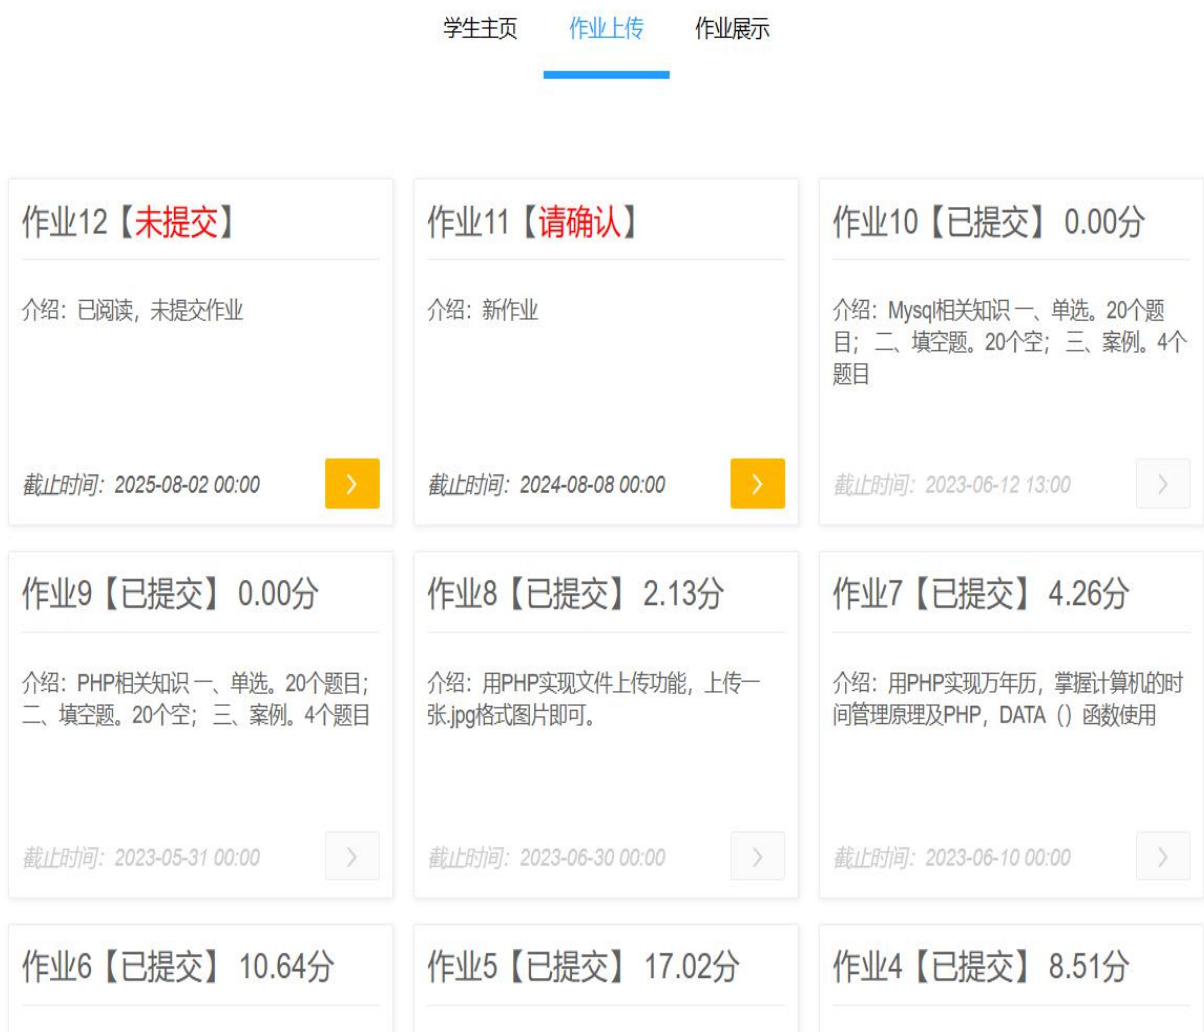 学生主页 作业上传 作业展示
作业12【未提交】
介绍：已阅读，未提交作业
截止时间：2025-08-02 00:00
作业11【请确认】
介绍：新作业
截止时间：2024-08-08 00:00
作业10【已提交】 0.00分
介绍：Mysql相关知识 一、单选。20个题
目； 二、填空题。20个空； 三、案例。4个
题目
截止时间：2023-06-12 13:00
作业9【已提交】 0.00分
介绍：PHP相关知识 一、单选。20个题目；
二、填空题。20个空； 三、案例。4个题目
截止时间：2023-05-31 00:00
作业8【已提交】 2.13分
介绍：用PHP实现文件上传功能，上传一
张.jpg格式图片即可。
截止时间：2023-06-30 00:00
作业7【已提交】 4.26分
介绍：用PHP实现万年历，掌握计算机的时
间管理原理及PHP，DATA（）函数使用
截止时间：2023-06-10 00:00
作业6【已提交】 10.64分
作业5【已提交】 17.02分
作业4【已提交】 8.51分